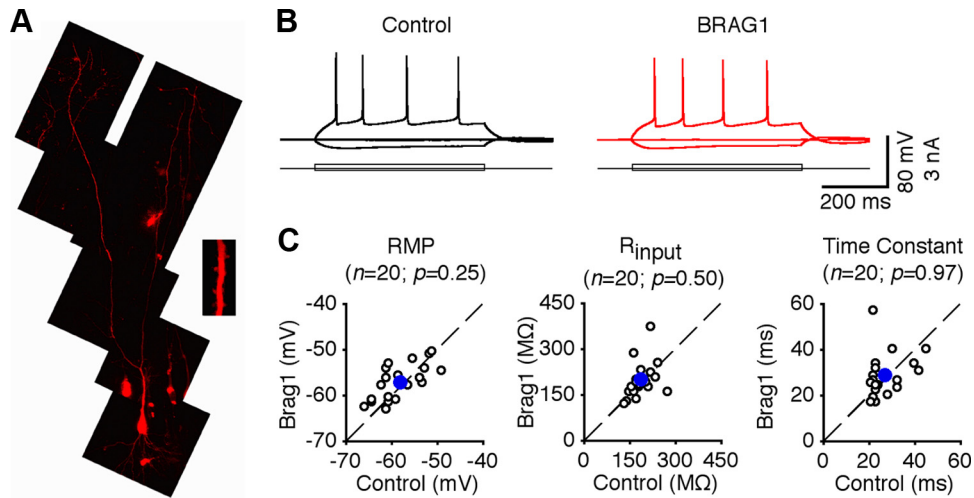 A
B
Control
BRAG1
80 mV
3 nA
200 ms
C
RMP
(n=20; p=0.25)
-40
-50
-60
-70
Brag1 (mV)
-70
-60
-50
-40
Control (mV)
Rinput
(n=20; p=0.50)
450
300
150
0
Brag1 (MΩ)
0
150
300
450
Control (MΩ)
Time Constant
(n=20; p=0.97)
60
40
20
0
Brag1 (ms)
0
20
40
60
Control (ms)